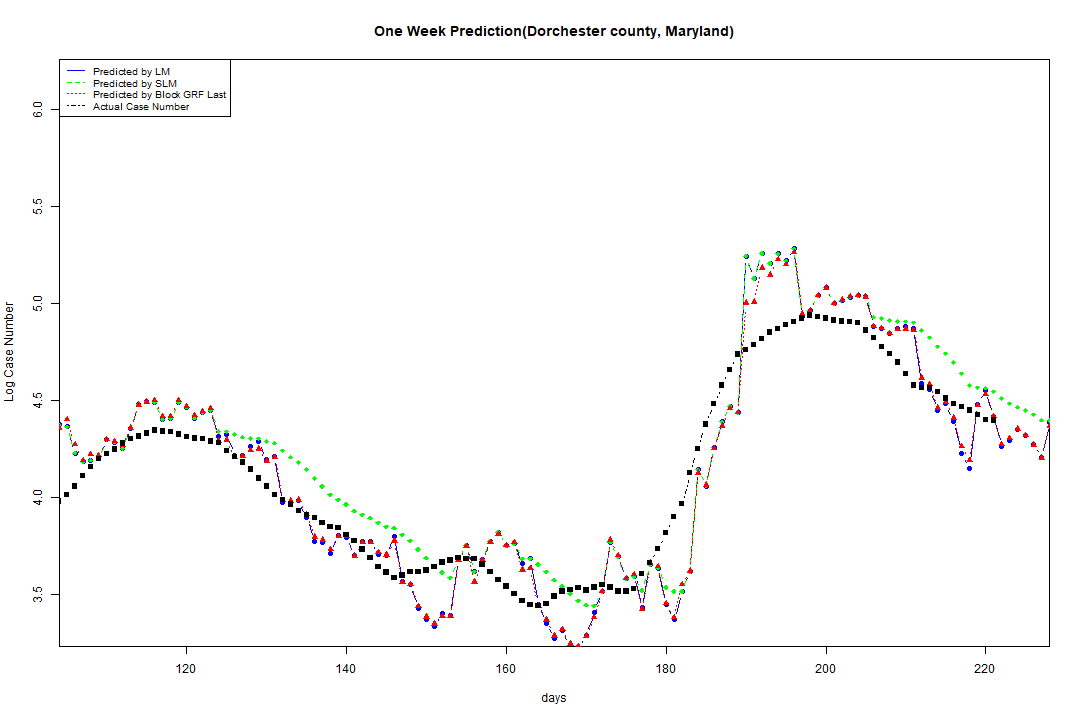 One Week Prediction(Dorchester county, Maryland)
Predicted by LM
Predicted by SLM
Predicted by Block GRF Last
Actual Case Number
6.0
5.5
5.0
4.5
4.0
3.5
Log Case Number
120 140 160 180 200 220
days